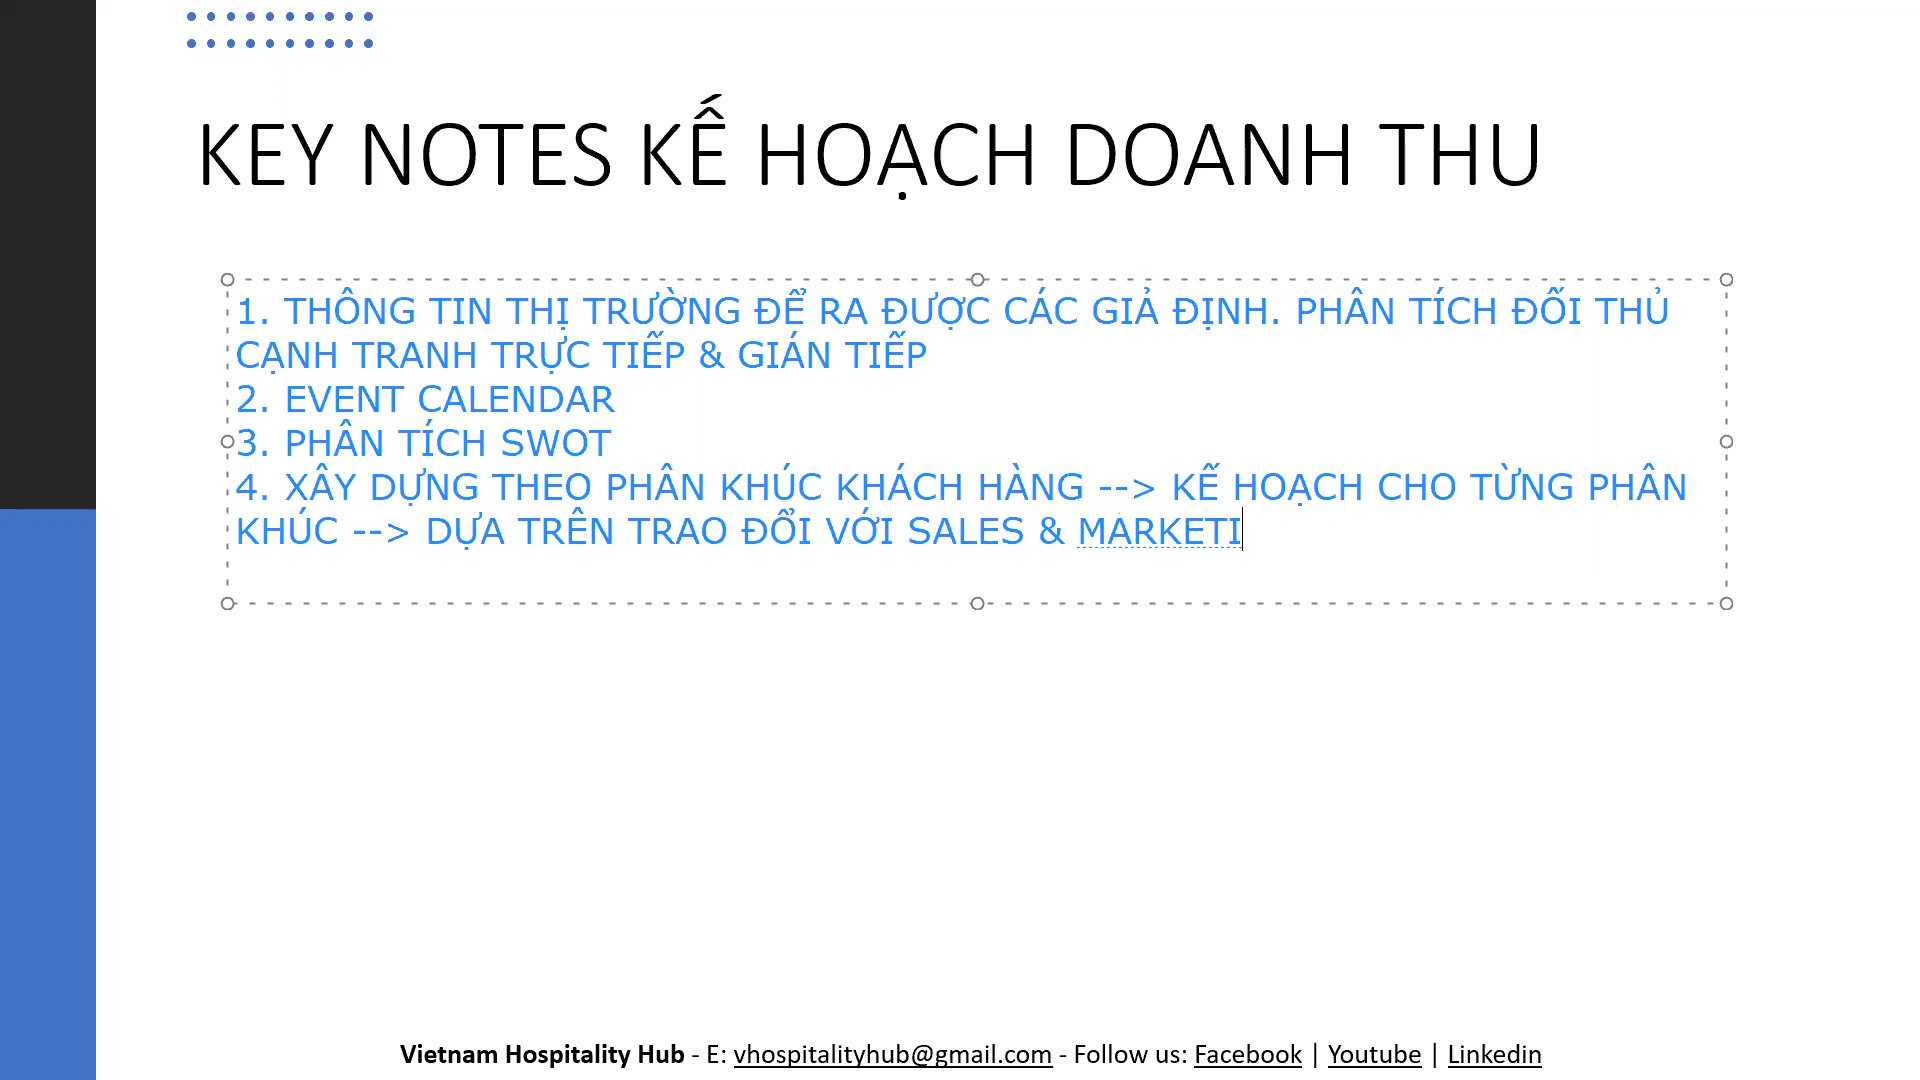 KEY NOTES KẾ HOẠCH DOANH THU
1. THÔNG TIN THỊ TRƯỜNG ĐỂ RA ĐƯỢC CÁC GIẢ ĐỊNH. PHÂN TÍCH ĐỐI THỦ
CẠNH TRANH TRỰC TIẾP & GIÁN TIẾP
2. EVENT CALENDAR
3. PHÂN TÍCH SWOT
4. XÂY DỰNG THEO PHÂN KHÚC KHÁCH HÀNG --> KẾ HOẠCH CHO TỪNG PHÂN
KHÚC --> DỰA TRÊN TRAO ĐỔI VỚI SALES & MARKETI
Vietnam Hospitality Hub - E: vhospitalityhub@gmail.com - Follow us: Facebook | Youtube | Linkedin